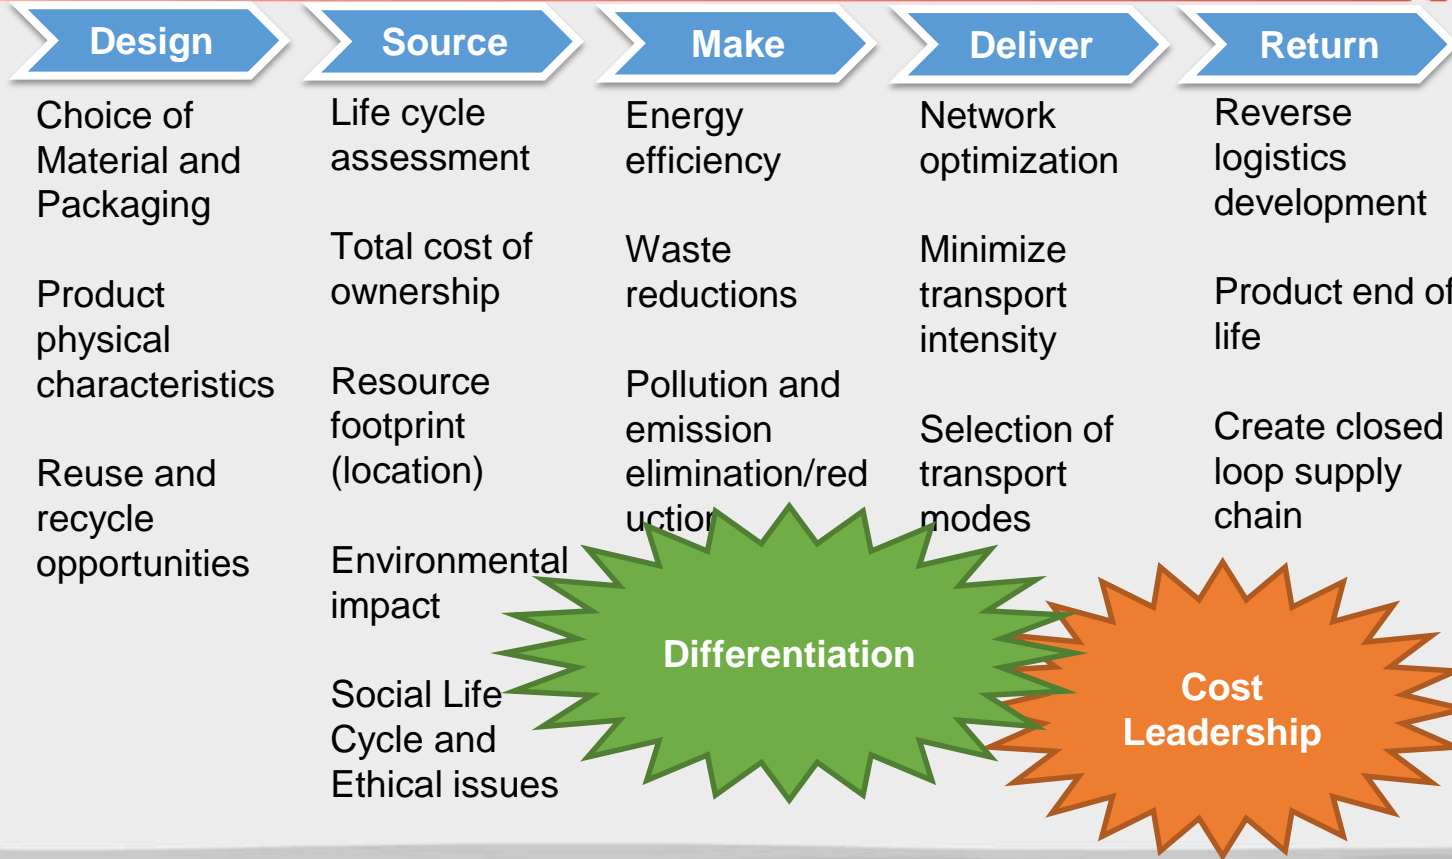 Design
Source
Make
Deliver
Return
Choice of
Material and
Packaging
Product
physical
characteristics
Reuse and
recycle
opportunities
Life cycle
assessment
Total cost of
ownership
Resource
footprint
(location)
Environmental
impact
Social Life
Cycle and
Ethical issues
Energy
efficiency
Waste
reductions
Pollution and
emission
elimination/red
uction
Network
optimization
Minimize
transport
intensity
Selection of
transport
modes
Reverse
logistics
development
Product end of
life
Create closed
loop supply
chain
Differentiation
Cost
Leadership